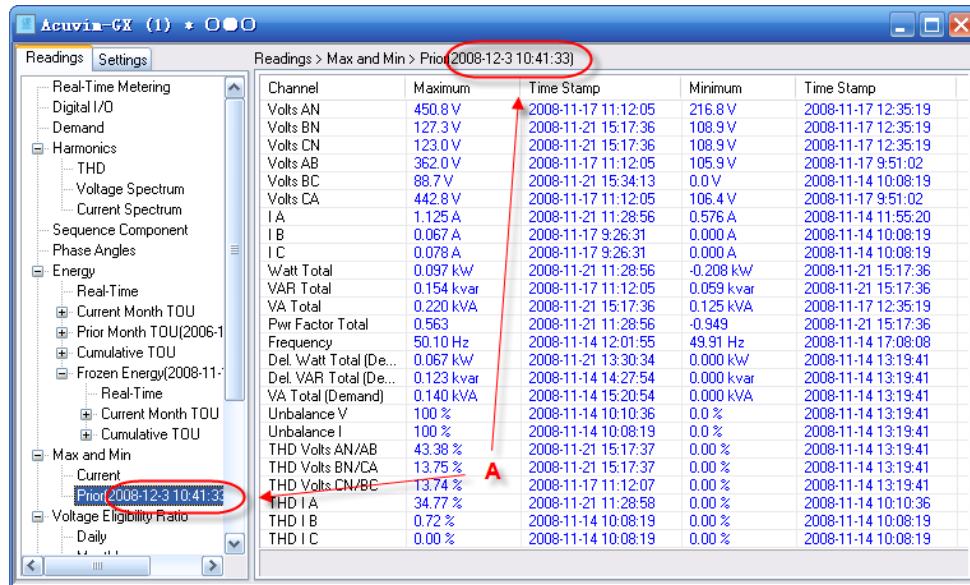 Acuvim-GX (1) *
Readings Settings
Real-Time Metering
Digital I/O
Demand
Harmonics
THD
Voltage Spectrum
Current Spectrum
Sequence Component
Phase Angles
Energy
Real-Time
Current Month TOU
Prior Month TOU(2006-1
Cumulative TOU
Frozen Energy(2008-11-
Real-Time
Current Month TOU
Cumulative TOU
Max and Min
Current
Prior(2008-12-3 10:41:33
Voltage Eligibility Ratio
Daily
Readings > Max and Min > Prior(2008-12-3 10:41:33)
Channel Maximum Time Stamp Minimum Time Stamp
Volts AN 450.8 V 2008-11-17 11:12:05 216.8 V 2008-11-17 12:35:19
Volts BN 127.3 V 2008-11-21 15:17:36 108.9 V 2008-11-17 12:35:19
Volts CN 123.0 V 2008-11-21 15:17:36 108.9 V 2008-11-17 12:35:19
Volts AB 362.0 V 2008-11-17 11:12:05 105.9 V 2008-11-17 9:51:02
Volts BC 88.7 V 2008-11-21 15:34:13 0.0 V 2008-11-14 10:08:19
Volts CA 442.8 V 2008-11-17 11:12:05 106.4 V 2008-11-17 9:51:02
I A 1.125 A 2008-11-21 11:28:56 0.576 A 2008-11-14 11:55:20
I B 0.067 A 2008-11-17 9:26:31 0.000 A 2008-11-14 10:08:19
I C 0.078 A 2008-11-17 9:26:31 0.000 A 2008-11-14 10:08:19
Watt Total 0.097 kW 2008-11-21 11:28:56 -0.208 kW 2008-11-21 15:17:36
VAR Total 0.154 kvar 2008-11-17 11:12:05 0.059 kvar 2008-11-21 15:17:36
VA Total 0.220 kVA 2008-11-21 15:17:36 0.125 kVA 2008-11-17 12:35:19
Pwr Factor Total 0.563 2008-11-21 11:28:56 -0.949 2008-11-21 15:17:36
Frequency 50.10 Hz 2008-11-14 12:01:55 49.91 Hz 2008-11-14 17:08:08
Del. Watt Total (De... 0.067 kW 2008-11-21 13:30:34 0.000 kW 2008-11-14 13:19:41
Del. VAR Total (De... 0.123 kvar 2008-11-14 14:27:54 0.000 kvar 2008-11-14 13:19:41
VA Total (Demand) 0.140 kVA 2008-11-14 15:20:54 0.000 kVA 2008-11-14 13:19:41
Unbalance V 100 % 2008-11-14 10:10:36 0.0 % 2008-11-14 13:19:41
Unbalance I 100 % 2008-11-14 10:08:19 0.0 % 2008-11-14 13:19:41
THD Volts AN/AB 43.38 % 2008-11-21 15:17:37 0.00 % 2008-11-14 13:19:41
THD Volts BN/CA 13.75 % 2008-11-21 15:17:37 0.00 % 2008-11-14 13:19:41
THD Volts CN/BC 13.74 % 2008-11-17 11:12:07 0.00 % 2008-11-14 13:19:41
THD I A 34.77 % 2008-11-21 11:28:58 0.00 % 2008-11-14 10:10:36
THD I B 0.72 % 2008-11-14 10:08:19 0.00 % 2008-11-14 10:08:19
THD I C 0.00 % 2008-11-14 10:08:19 0.00 % 2008-11-14 10:08:19
A